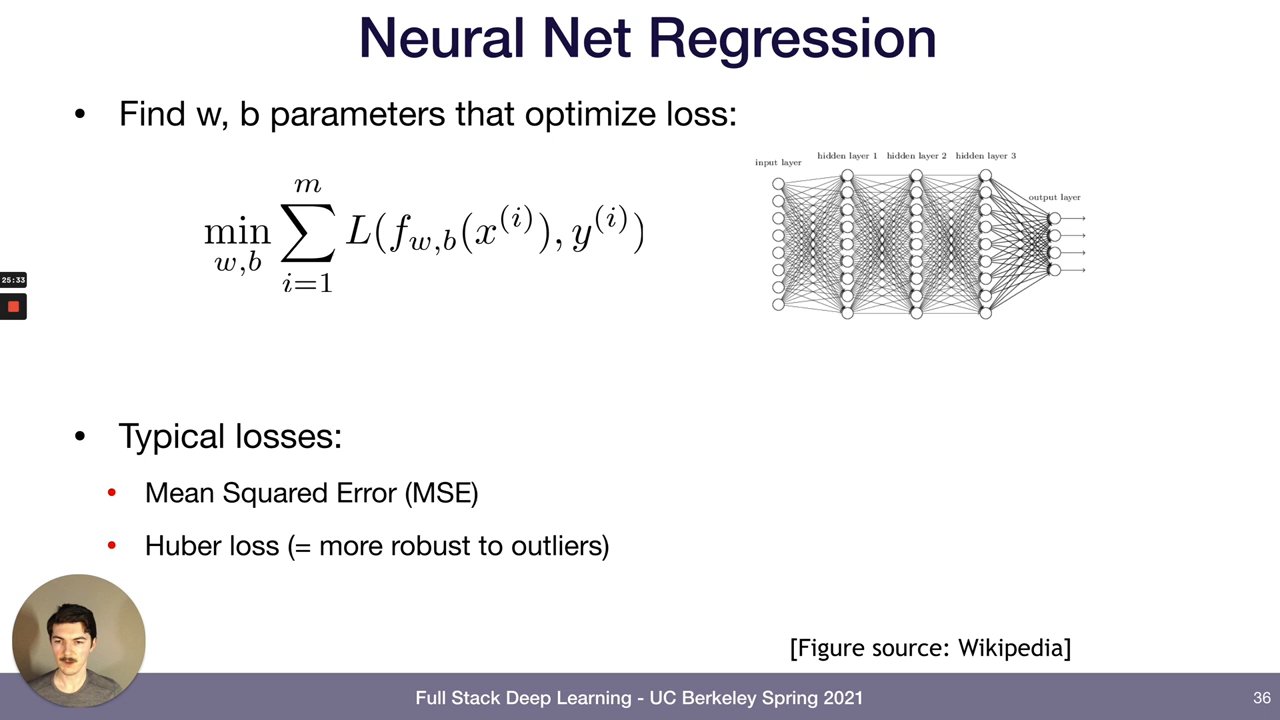 Neural Net Regression
• Find w, b parameters that optimize loss:
input layer
hidden layer 1 hidden layer 2 hidden layer 3
output layer
m
min ∑ L(f_{w,b}(x^{(i)}), y^{(i)})
w,b
i=1
25:33
• Typical losses:
• Mean Squared Error (MSE)
• Huber loss (= more robust to outliers)
[Figure source: Wikipedia]
Full Stack Deep Learning - UC Berkeley Spring 2021
36